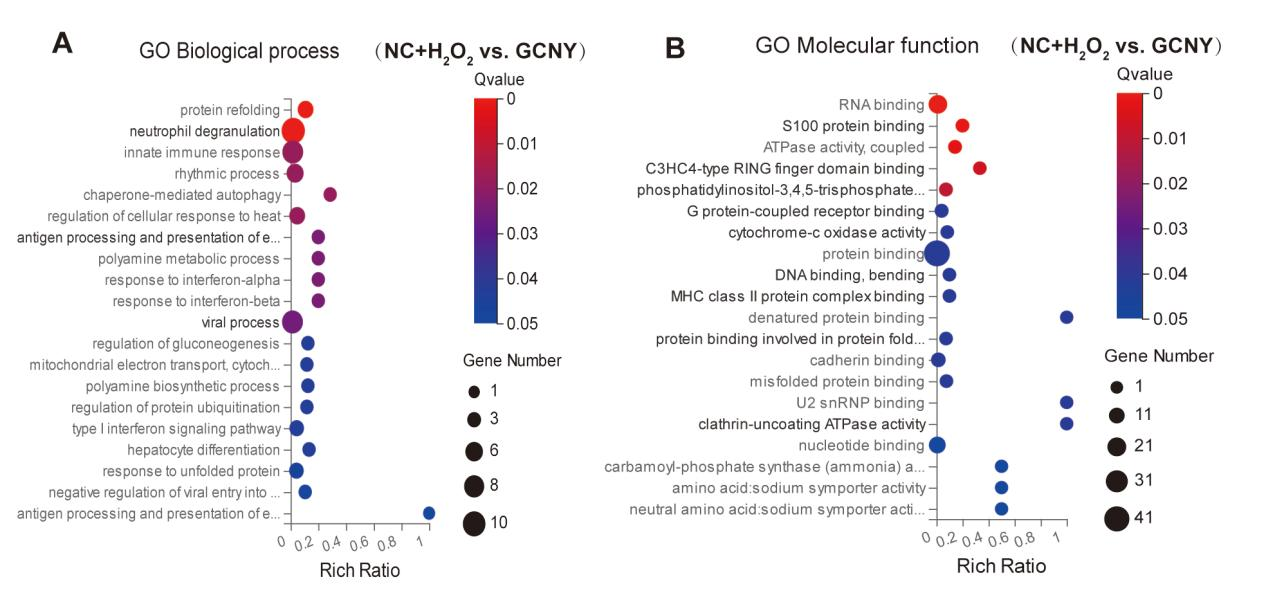 A
GO Biological process
(NC+H₂O₂ vs. GCNY)
Qvalue
protein refolding
neutrophil degranulation
innate immune response
rhythmic process
chaperone-mediated autophagy
regulation of cellular response to heat
antigen processing and presentation of e...
polyamine metabolic process
response to interferon-alpha
response to interferon-beta
viral process
regulation of gluconeogenesis
mitochondrial electron transport, cytoch...
polyamine biosynthetic process
regulation of protein ubiquitination
type I interferon signaling pathway
hepatocyte differentiation
response to unfolded protein
negative regulation of viral entry into ...
antigen processing and presentation of e...
0 0.2 0.4 0.6 0.8 1
Rich Ratio
0
0.01
0.02
0.03
0.04
0.05
Gene Number
1
3
6
8
10
B
GO Molecular function
(NC+H₂O₂ vs. GCNY)
Qvalue
RNA binding
S100 protein binding
ATPase activity, coupled
C3HC4-type RING finger domain binding
phosphatidylinositol-3,4,5-trisphosphate...
G protein-coupled receptor binding
cytochrome-c oxidase activity
protein binding
DNA binding, bending
MHC class II protein complex binding
denatured protein binding
protein binding involved in protein fold...
cadherin binding
misfolded protein binding
U2 snRNP binding
clathrin-uncoating ATPase activity
nucleotide binding
carbamoyl-phosphate synthase (ammonia) a...
amino acid:sodium symporter activity
neutral amino acid:sodium symporter acti...
0 0.2 0.4 0.6 0.8 1
Rich Ratio
0
0.01
0.02
0.03
0.04
0.05
Gene Number
1
11
21
31
41